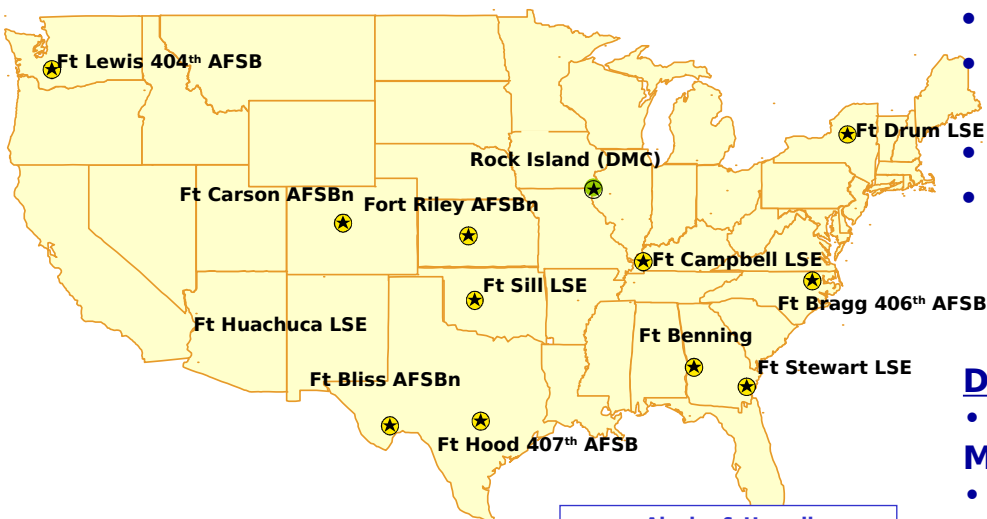 Ft Lewis 404th AFSB
Ft Drum LSE
Rock Island (DMC)
Ft Carson AFSBn
Fort Riley AFSBn
Ft Campbell LSE
Ft Sill LSE
Ft Bragg 406th AFSB
Ft Huachuca LSE
Ft Benning
Ft Stewart LSE
Ft Bliss AFSBn
Ft Hood 407th AFSB